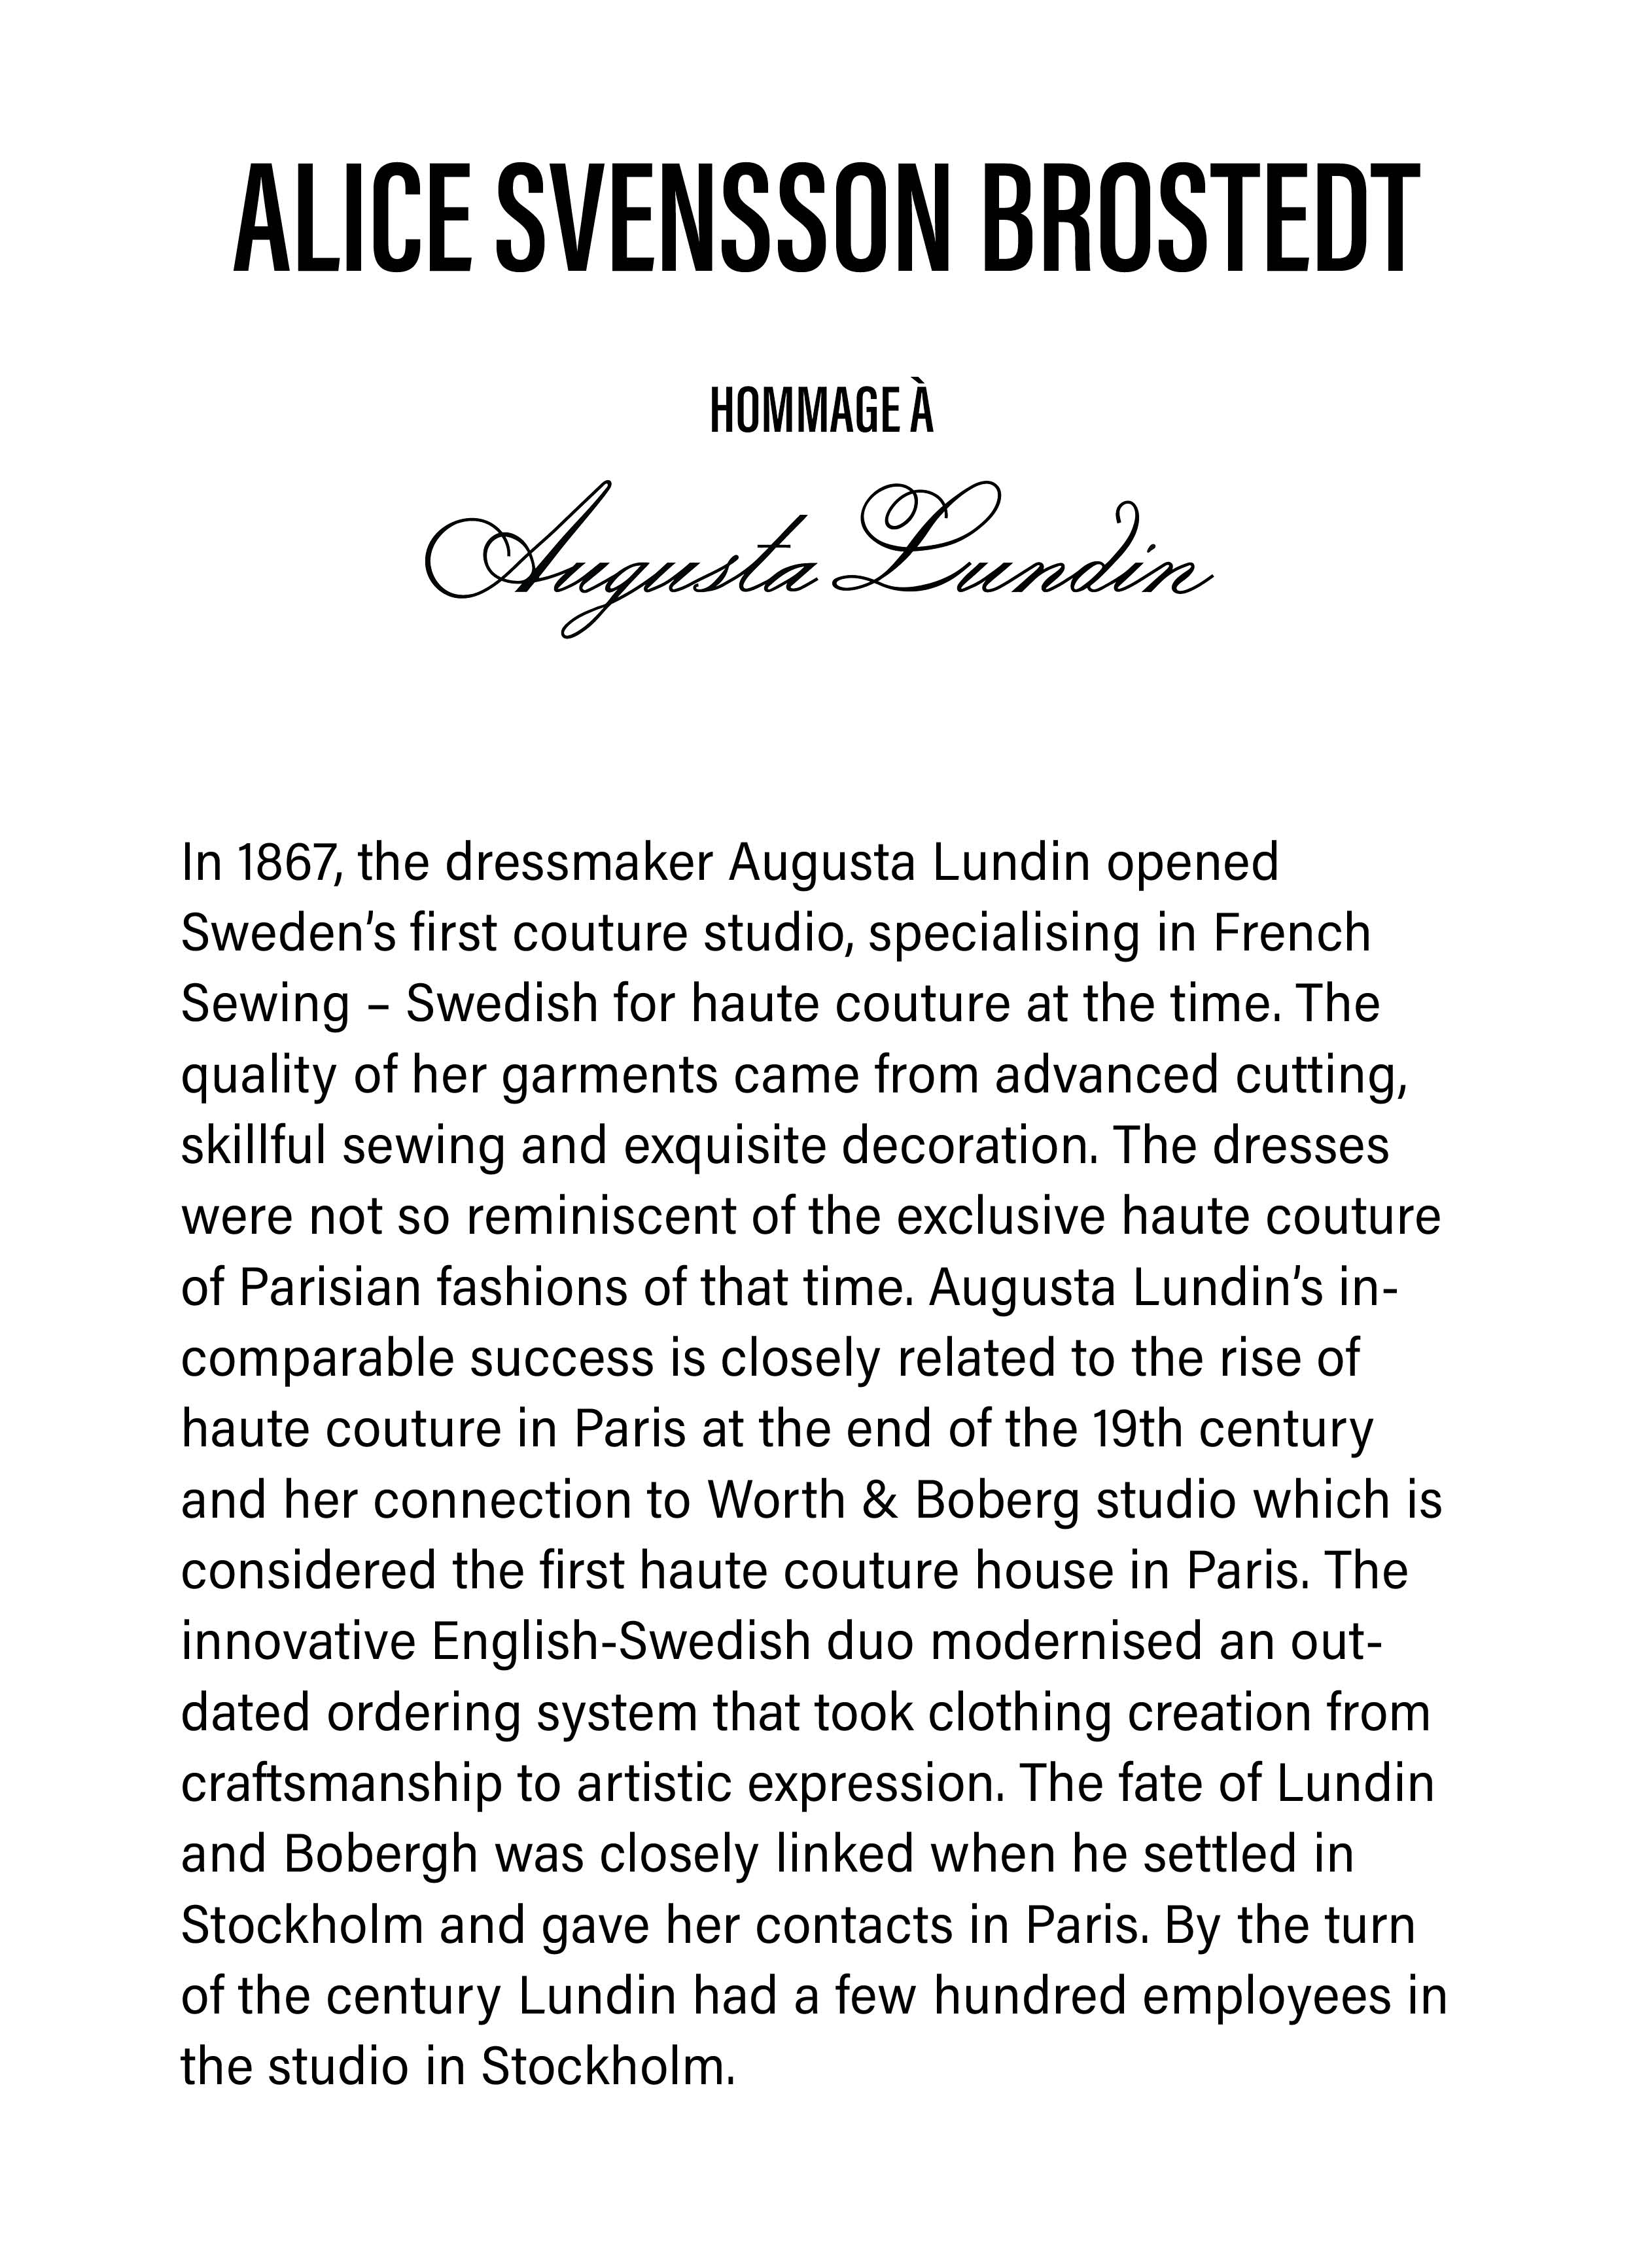 ALICE SVENSSON BROSTEDT
HOMMAGE À
Augusta Lundin
In 1867, the dressmaker Augusta Lundin opened
Sweden’s first couture studio, specialising in French
Sewing – Swedish for haute couture at the time. The
quality of her garments came from advanced cutting,
skillful sewing and exquisite decoration. The dresses
were not so reminiscent of the exclusive haute couture
of Parisian fashions of that time. Augusta Lundin’s in-
comparable success is closely related to the rise of
haute couture in Paris at the end of the 19th century
and her connection to Worth & Boberg studio which is
considered the first haute couture house in Paris. The
innovative English-Swedish duo modernised an out-
dated ordering system that took clothing creation from
craftsmanship to artistic expression. The fate of Lundin
and Bobergh was closely linked when he settled in
Stockholm and gave her contacts in Paris. By the turn
of the century Lundin had a few hundred employees in
the studio in Stockholm.